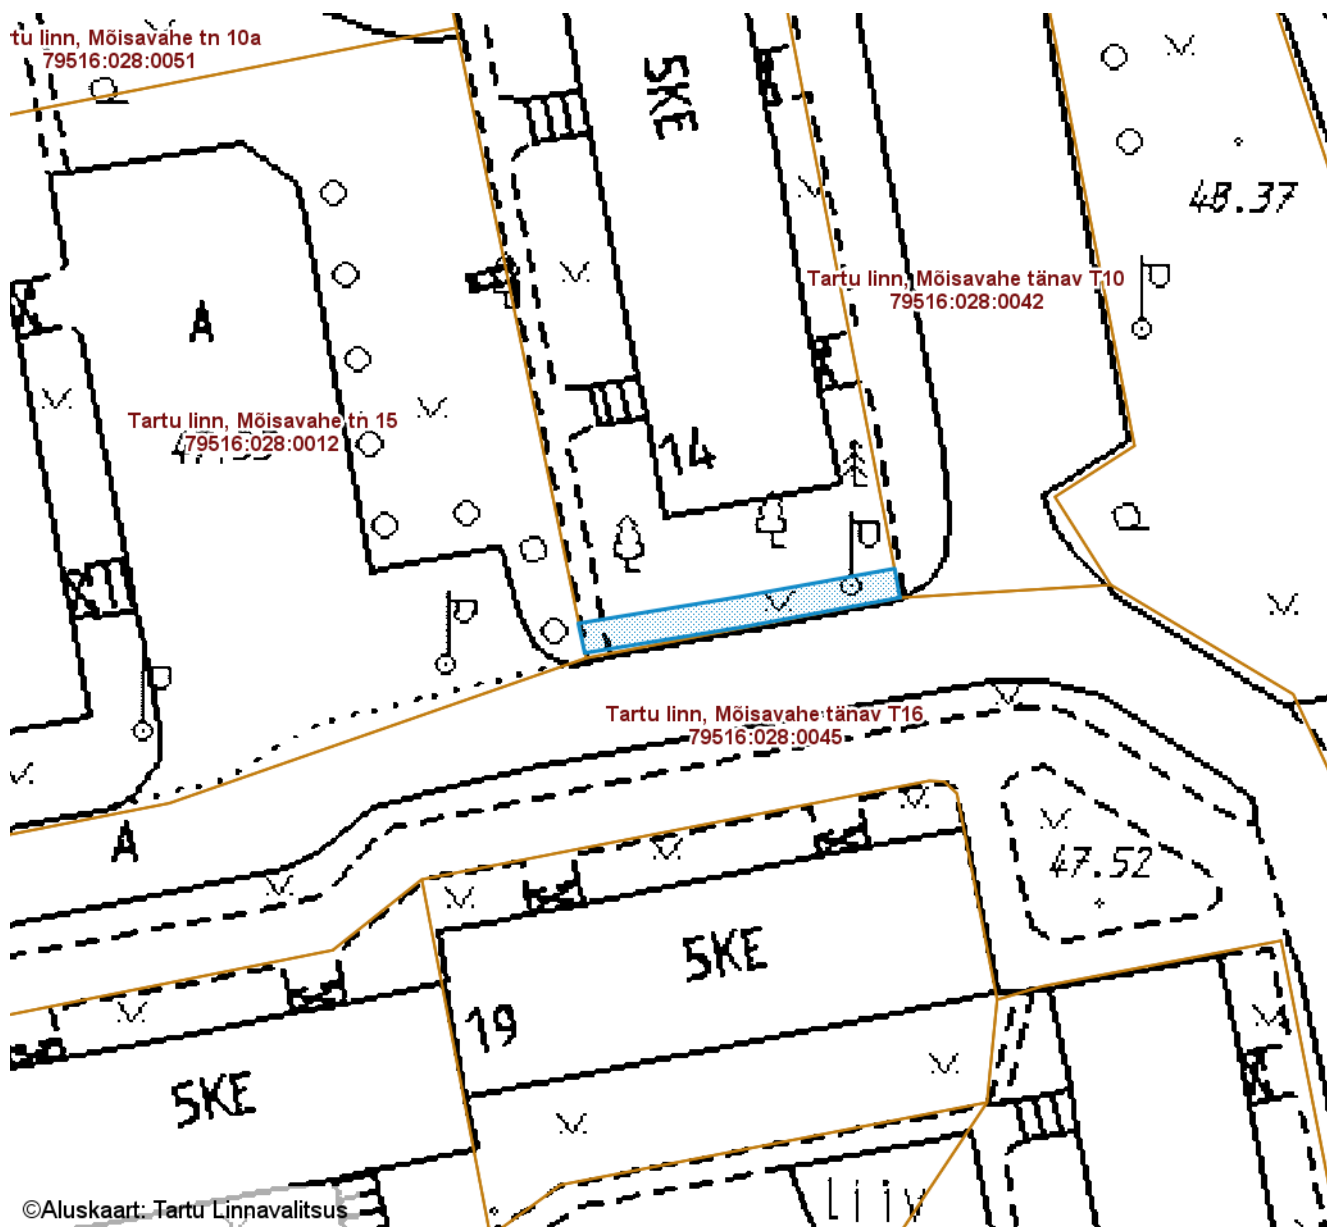 tu linn, Mõisavahe tn 10a
79516:028:0051
5KE
48.37
Tartu linn, Mõisavahe tänav T10
79516:028:0042
A
Tartu linn, Mõisavahe tn 15
79516:028:0012
14
Tartu linn, Mõisavahe tänav T16
79516:028:0045
A
47.52
5KE
19
5KE
liiv
©Aluskaart: Tartu Linnavalitsus